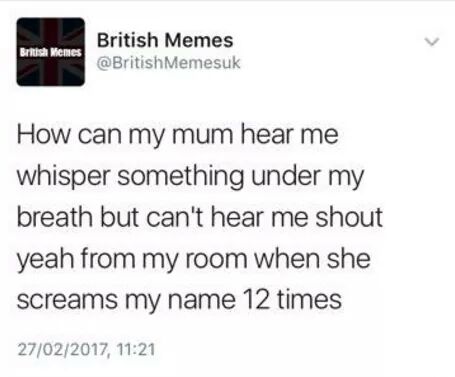 British Memes
British Memes
@BritishMemesuk
How can my mum hear me
whisper something under my
breath but can't hear me shout
yeah from my room when she
screams my name 12 times
27/02/2017, 11:21